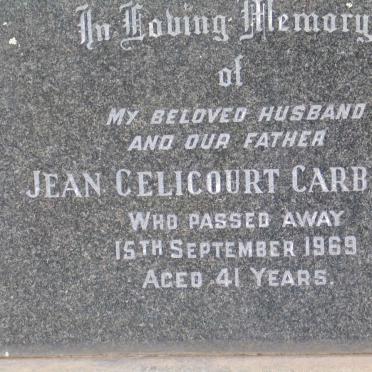 In Loving Memory
of
MY BELOVED HUSBAND
AND OUR FATHER
JEAN CELICOURT CARB
WHO PASSED AWAY
15TH SEPTEMBER 1969
AGED 41 YEARS.